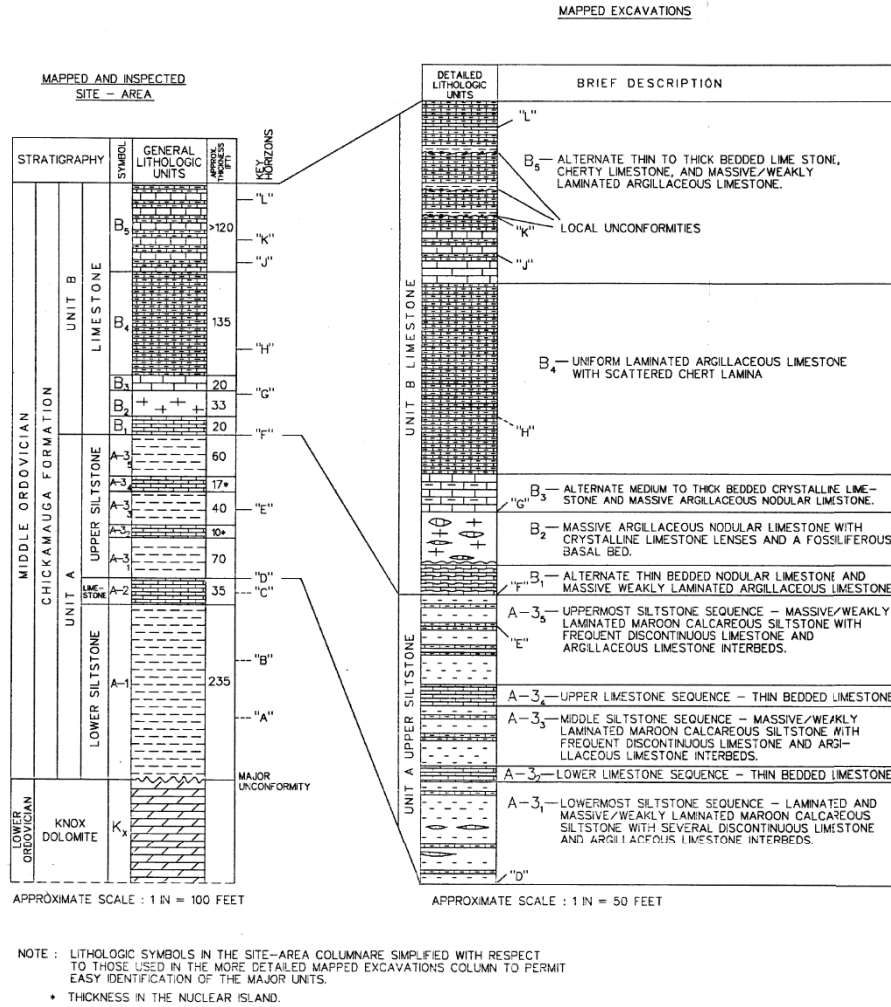 MAPPED EXCAVATIONS
MAPPED AND INSPECTED
SITE - AREA
STRATIGRAPHY
SYMBOL
GENERAL
LITHOLOGIC
UNITS
APPROX.
THICKNESS
(FT)
KEY
HORIZONS
MIDDLE ORDOVICIAN
CHICKAMAUGA FORMATION
UNIT B
LIMESTONE
B5 >120
"L"
"K"
"J"
B4 135
"H"
B3 20
"G"
B2 33
B1 20
"F"
UNIT A
UPPER SILTSTONE
A-35 60
A-34 17*
A-33 40
"E"
A-32 10*
A-31 70
"D"
LIME-
STONE
A-2 35
"C"
LOWER SILTSTONE
A-1 235
"B"
"A"
MAJOR
UNCONFORMITY
LOWER
ORDOVICIAN
KNOX
DOLOMITE
Kx
APPROXIMATE SCALE : 1 IN = 100 FEET
DETAILED
LITHOLOGIC
UNITS
BRIEF DESCRIPTION
UNIT B LIMESTONE
"L"
B5 — ALTERNATE THIN TO THICK BEDDED LIME STONE,
CHERTY LIMESTONE, AND MASSIVE/WEAKLY
LAMINATED ARGILLACEOUS LIMESTONE.
"K"
LOCAL UNCONFORMITIES
"J"
B4 — UNIFORM LAMINATED ARGILLACEOUS LIMESTONE
WITH SCATTERED CHERT LAMINA
"H"
B3 — ALTERNATE MEDIUM TO THICK BEDDED CRYSTALLINE LIME-
STONE AND MASSIVE ARGILLACEOUS NODULAR LIMESTONE.
"G"
B2 — MASSIVE ARGILLACEOUS NODULAR LIMESTONE WITH
CRYSTALLINE LIMESTONE LENSES AND A FOSSILIFEROUS
BASAL BED.
B1 — ALTERNATE THIN BEDDED NODULAR LIMESTONE AND
MASSIVE WEAKLY LAMINATED ARGILLACEOUS LIMESTONE
"F"
UNIT A UPPER SILTSTONE
A-35 — UPPERMOST SILTSTONE SEQUENCE - MASSIVE/WEAKLY
LAMINATED MAROON CALCAREOUS SILTSTONE WITH
FREQUENT DISCONTINUOUS LIMESTONE AND
ARGILLACEOUS LIMESTONE INTERBEDS.
"E"
A-34 — UPPER LIMESTONE SEQUENCE - THIN BEDDED LIMESTONE
A-33 — MIDDLE SILTSTONE SEQUENCE - MASSIVE/WEAKLY
LAMINATED MAROON CALCAREOUS SILTSTONE WITH
FREQUENT DISCONTINUOUS LIMESTONE AND ARGI-
LLACEOUS LIMESTONE INTERBEDS.
A-32 — LOWER LIMESTONE SEQUENCE - THIN BEDDED LIMESTONE
A-31 — LOWERMOST SILTSTONE SEQUENCE - LAMINATED AND
MASSIVE/WEAKLY LAMINATED MAROON CALCAREOUS
SILTSTONE WITH SEVERAL DISCONTINUOUS LIMESTONE
AND ARGILLACEOUS LIMESTONE INTERBEDS.
"D"
APPROXIMATE SCALE : 1 IN = 50 FEET
NOTE : LITHOLOGIC SYMBOLS IN THE SITE-AREA COLUMNARE SIMPLIFIED WITH RESPECT
TO THOSE USED IN THE MORE DETAILED MAPPED EXCAVATIONS COLUMN TO PERMIT
EASY IDENTIFICATION OF THE MAJOR UNITS.
* THICKNESS IN THE NUCLEAR ISLAND.